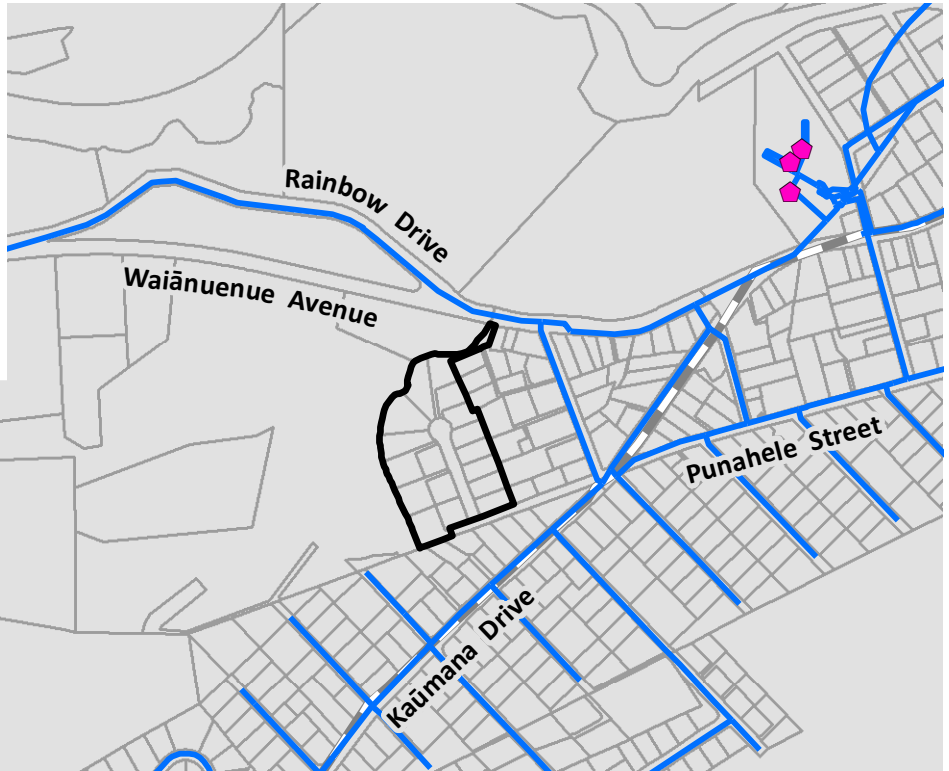 Rainbow Drive
Waiānuenue Avenue
Punahele Street
Kaūmana Drive